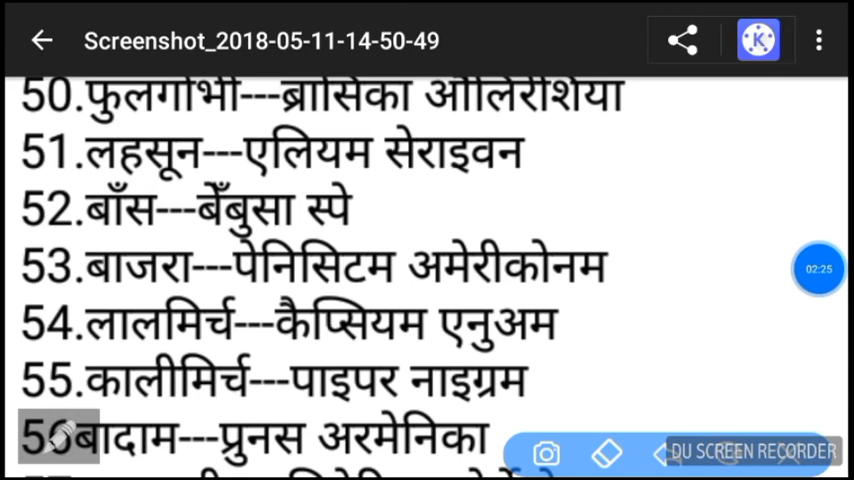 Screenshot_2018-05-11-14-50-49
50.फुलगोभी---ब्रासिका ओलिरेशिया
51.लहसून---एलियम सेराइवन
52.बाँस---बेँबुसा स्पे
53.बाजरा---पेनिसिटम अमेरीकोनम
02:25
54.लालमिर्च---कैप्सियम एनुअम
55.कालीमिर्च---पाइपर नाइग्रम
56बादाम---प्रुनस अरमेनिका
DU SCREEN RECORDER